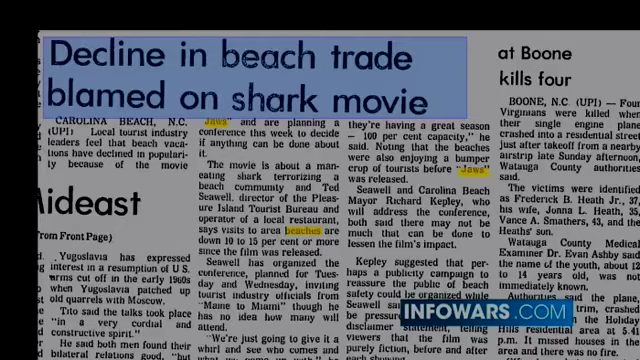 Decline in beach trade
blamed on shark movie
CAROLINA BEACH, N.C.
(UPI) Local tourist industry
leaders feel that beach vaca-
tions have declined in populari-
ty because of the movie
Mideast
From Front Page)
Yugoslavia has expressed
interest in a resumption of U.S.
arms cut off in the early 1960s
when Yugoslavia patched up
old quarrels with Moscow.
Tito said the talks took place
"in a very cordial and
constructive spirit."
He said both men found their
bilateral relations good,
"Jaws" and are planning a
conference this week to decide
if anything can be done about
it.
The movie is about a man-
eating shark terrorizing a
beach community and Ted
Seawell, director of the Pleas-
ure Island Tourist Bureau and
operator of a local restaurant,
says visits to area beaches are
down 10 to 15 per cent or more
since the film was released.
Seawell has organized the
conference, planned for Tues-
day and Wednesday, inviting
tourist industry officials from
"Maine to Miami" though he
has no idea how many will
attend.
"We're just going to give it a
whirl and see who comes and
they're having a great season
- 100 per cent capacity," he
said. Noting that the beaches
were also enjoying a bumper
crop of tourists before "Jaws"
was released.
Seawell and Carolina Beach
Mayor Richard Kepley, who
will address the conference,
both said there may not be
much that can be done to
lessen the film's impact.
Kepley suggested that per-
haps a publicity campaign to
reassure the public of beach
safety could be organized while
Seawell
be pressure
disclaimer statement, telling
viewers that the film was
purely fiction, before and after
each
at Boone
kills four
BOONE, N.C. (UPI) — Four
Virginians were killed when
their single engine plane
crashed into a residential street
just after takeoff from a nearby
airstrip late Sunday afternoon,
Watauga County authorities
said.
The victims were identified
as Frederick B. Heath Jr., 37,
his wife, Jonna L. Heath, 33,
Vance A. Smathers, 43, and the
Heaths' son.
Watauga County Medical
Examiner Dr. Evan Ashby said
the name of the youth, about 12
to 14 years old, was not
immediately known.
Authorities said the plane,
trim, crashed
the Holiday
Hills residential area at 5:41
p.m. It missed houses in the
area and there was no fire.
INFOWARS.COM